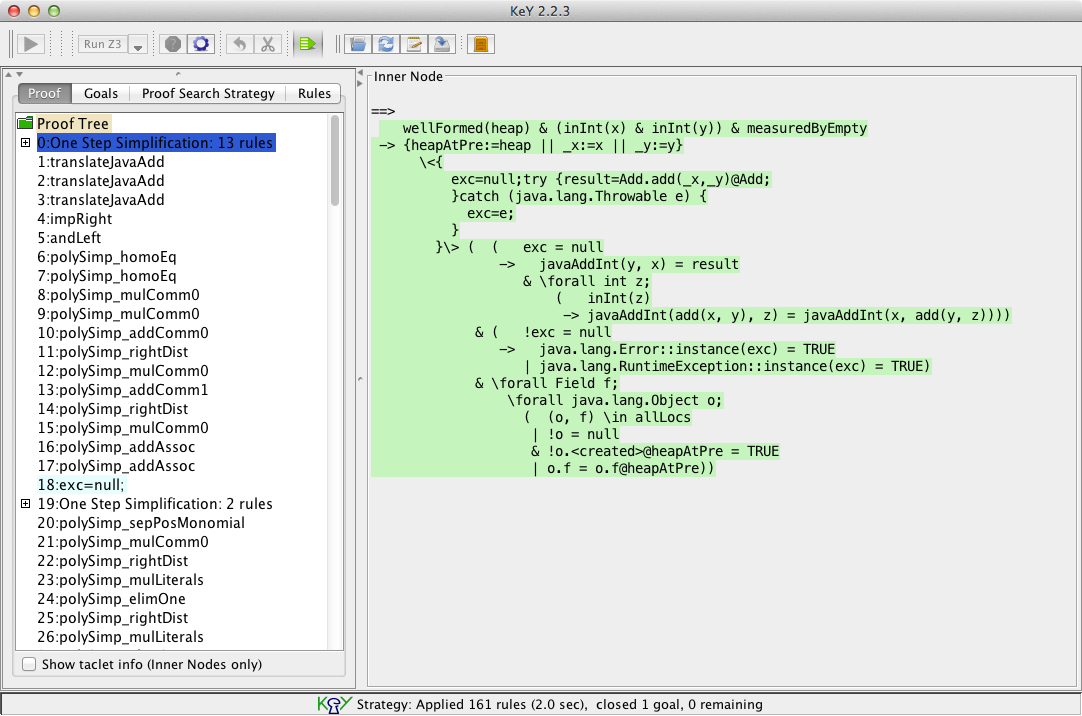 KeY 2.2.3
Run Z3
Proof
Goals
Proof Search Strategy
Rules
Proof Tree
0:One Step Simplification: 13 rules
1:translateJavaAdd
2:translateJavaAdd
3:translateJavaAdd
4:impRight
5:andLeft
6:polySimp_homoEq
7:polySimp_homoEq
8:polySimp_mulComm0
9:polySimp_mulComm0
10:polySimp_addComm0
11:polySimp_rightDist
12:polySimp_mulComm0
13:polySimp_addComm1
14:polySimp_rightDist
15:polySimp_mulComm0
16:polySimp_addAssoc
17:polySimp_addAssoc
18:exc=null;
19:One Step Simplification: 2 rules
20:polySimp_sepPosMonomial
21:polySimp_mulComm0
22:polySimp_rightDist
23:polySimp_mulLiterals
24:polySimp_elimOne
25:polySimp_rightDist
26:polySimp_mulLiterals
Show taclet info (Inner Nodes only)
Inner Node
==>
wellFormed(heap) & (inInt(x) & inInt(y)) & measuredByEmpty
-> {heapAtPre:=heap || _x:=x || _y:=y}
\<{
exc=null;try {result=Add.add(_x,_y)@Add;
}catch (java.lang.Throwable e) {
exc=e;
}
}\> ( ( exc = null
-> javaAddInt(y, x) = result
& \forall int z;
( inInt(z)
-> javaAddInt(add(x, y), z) = javaAddInt(x, add(y, z))))
& ( !exc = null
-> java.lang.Error::instance(exc) = TRUE
| java.lang.RuntimeException::instance(exc) = TRUE)
& \forall Field f;
\forall java.lang.Object o;
( (o, f) \in allLocs
| !o = null
& !o.<created>@heapAtPre = TRUE
| o.f = o.f@heapAtPre))
KeY Strategy: Applied 161 rules (2.0 sec), closed 1 goal, 0 remaining